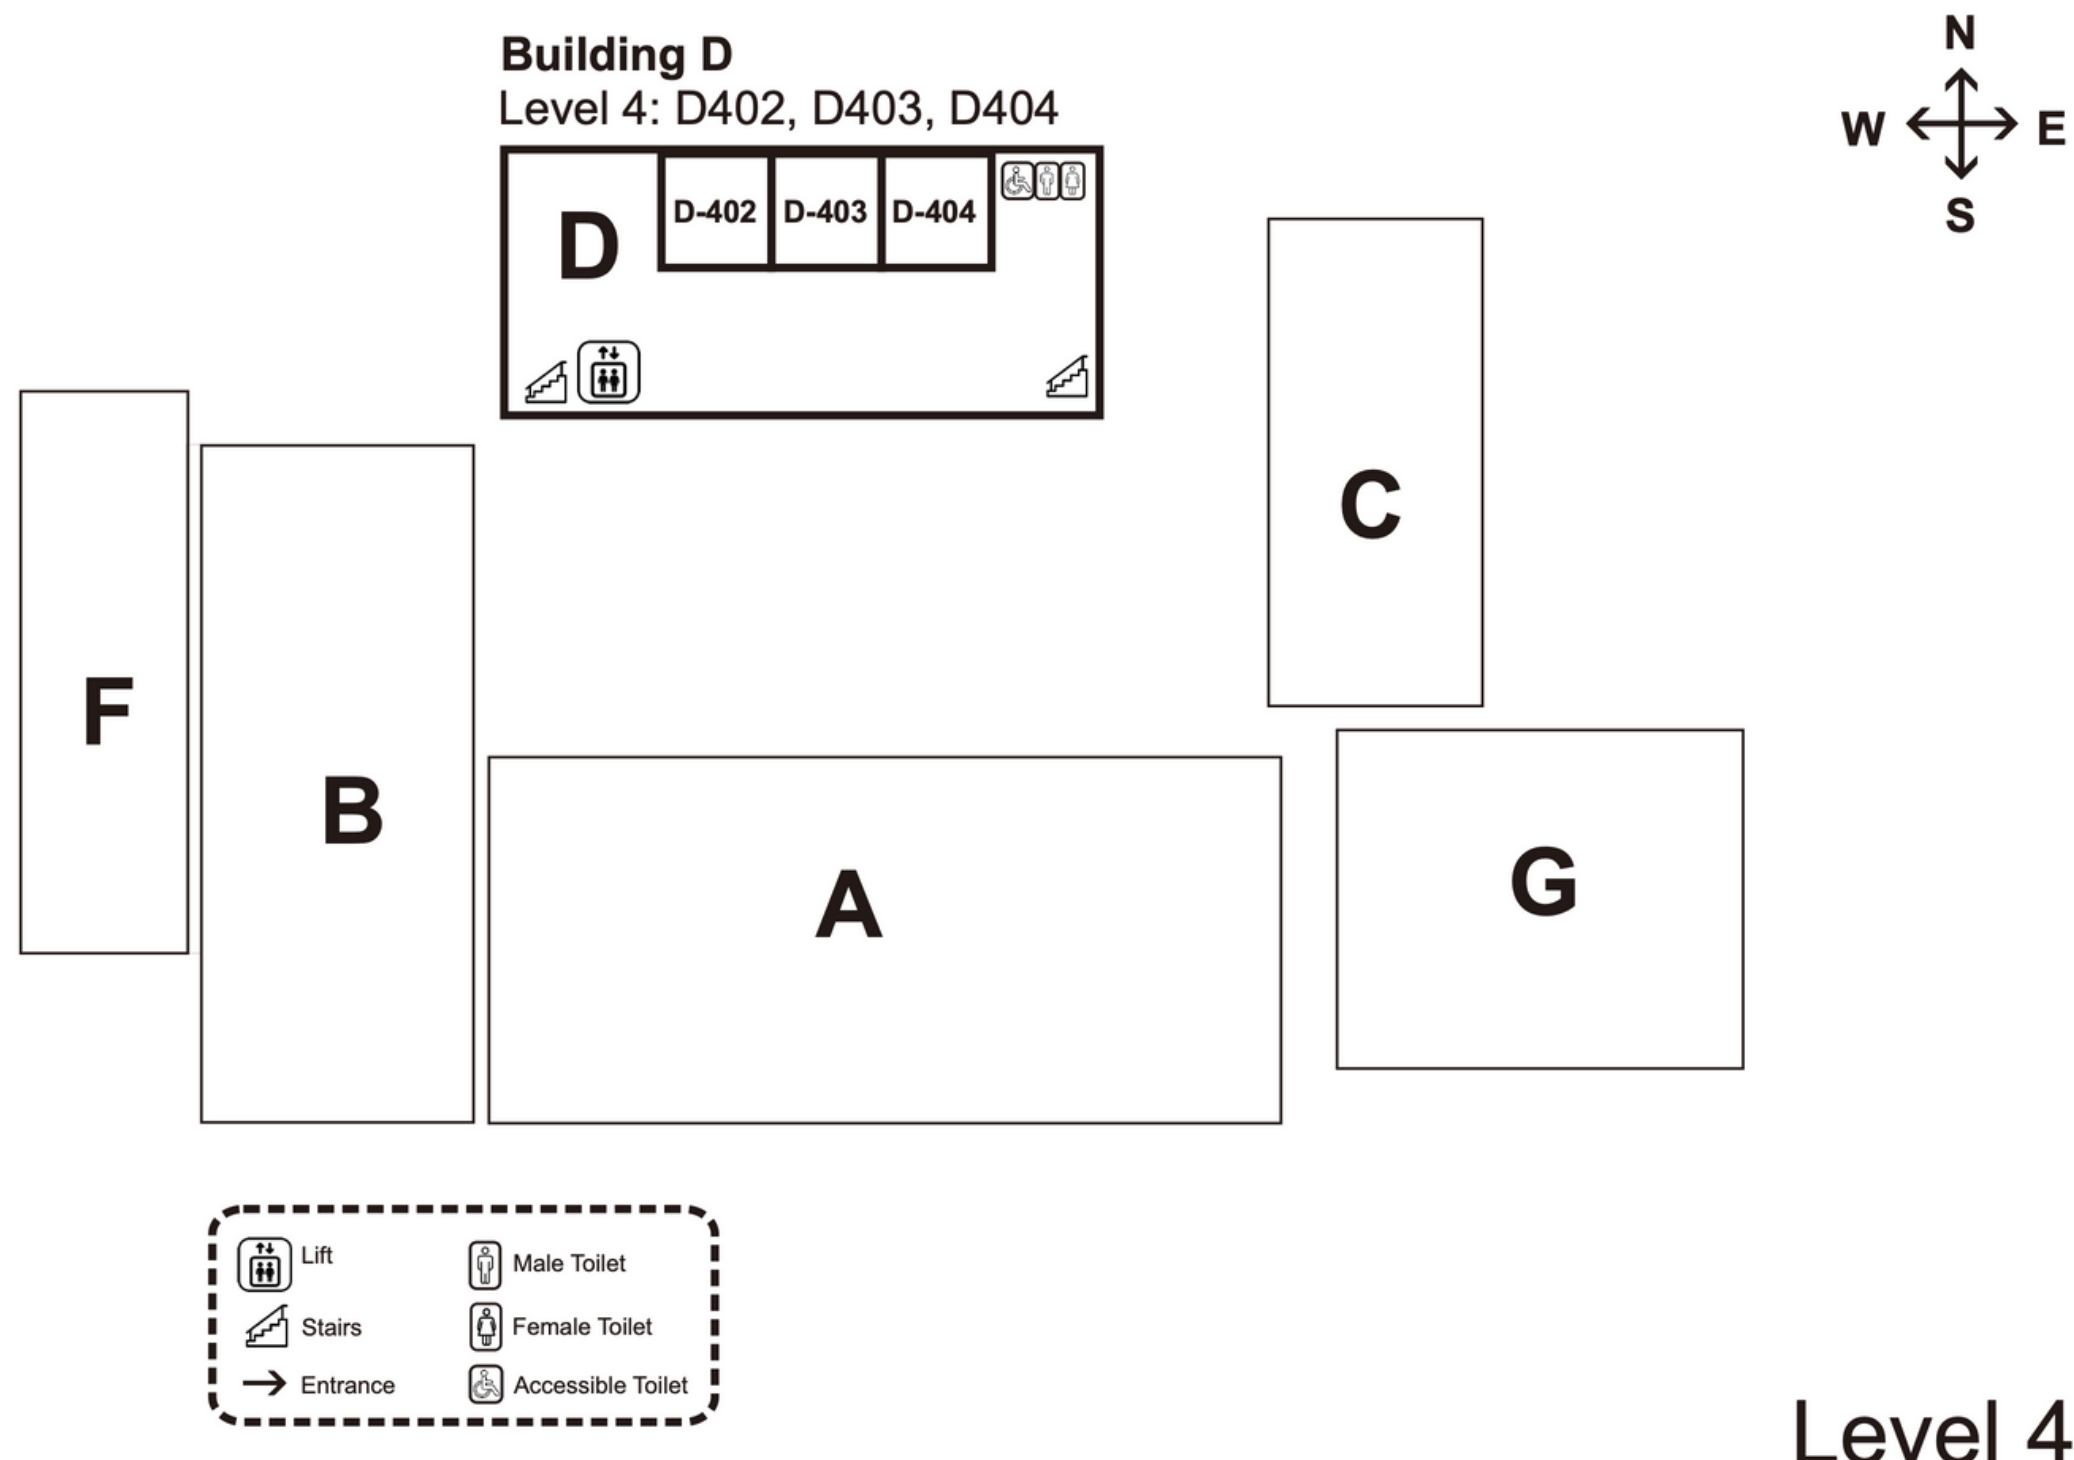 Building D
Level 4: D402, D403, D404
N
W E
S
D
D-402 D-403 D-404
C
F
B
A
G
Lift
Male Toilet
Stairs
Female Toilet
Entrance
Accessible Toilet
Level 4